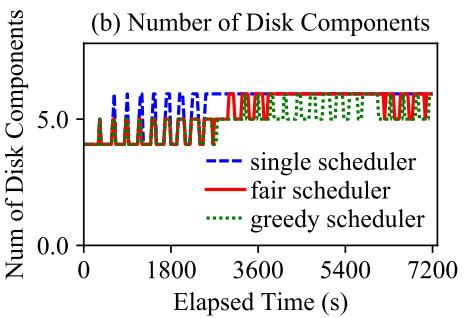 (b) Number of Disk Components
Num of Disk Components
5.0
0.0
single scheduler
fair scheduler
greedy scheduler
0 1800 3600 5400 7200
Elapsed Time (s)